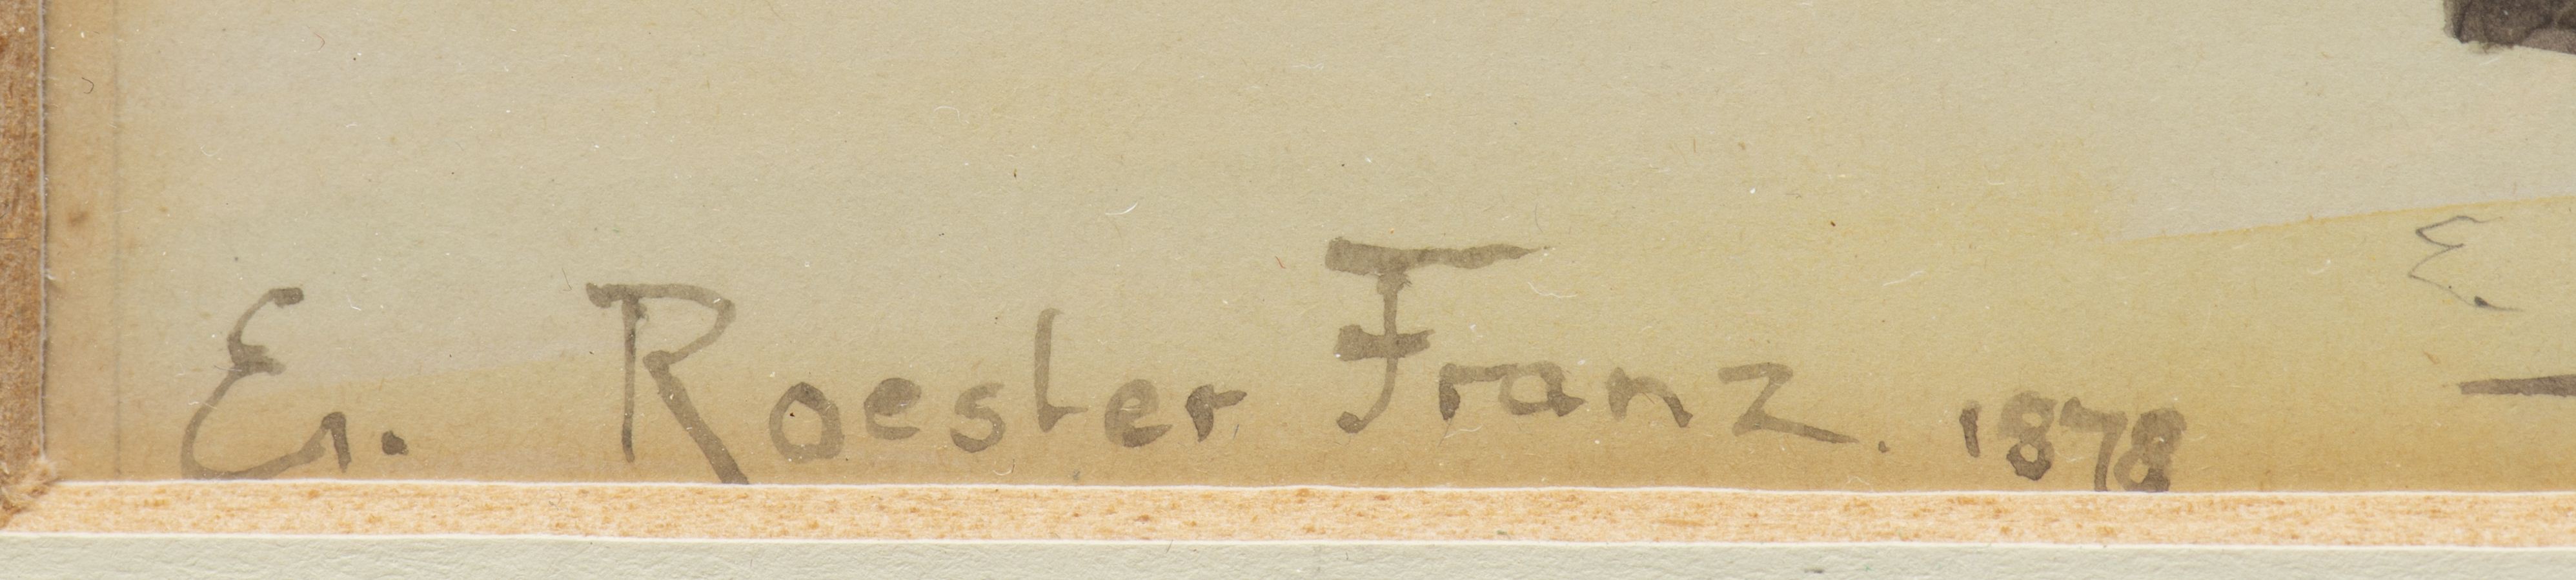 E. Roesler Franz. 1878